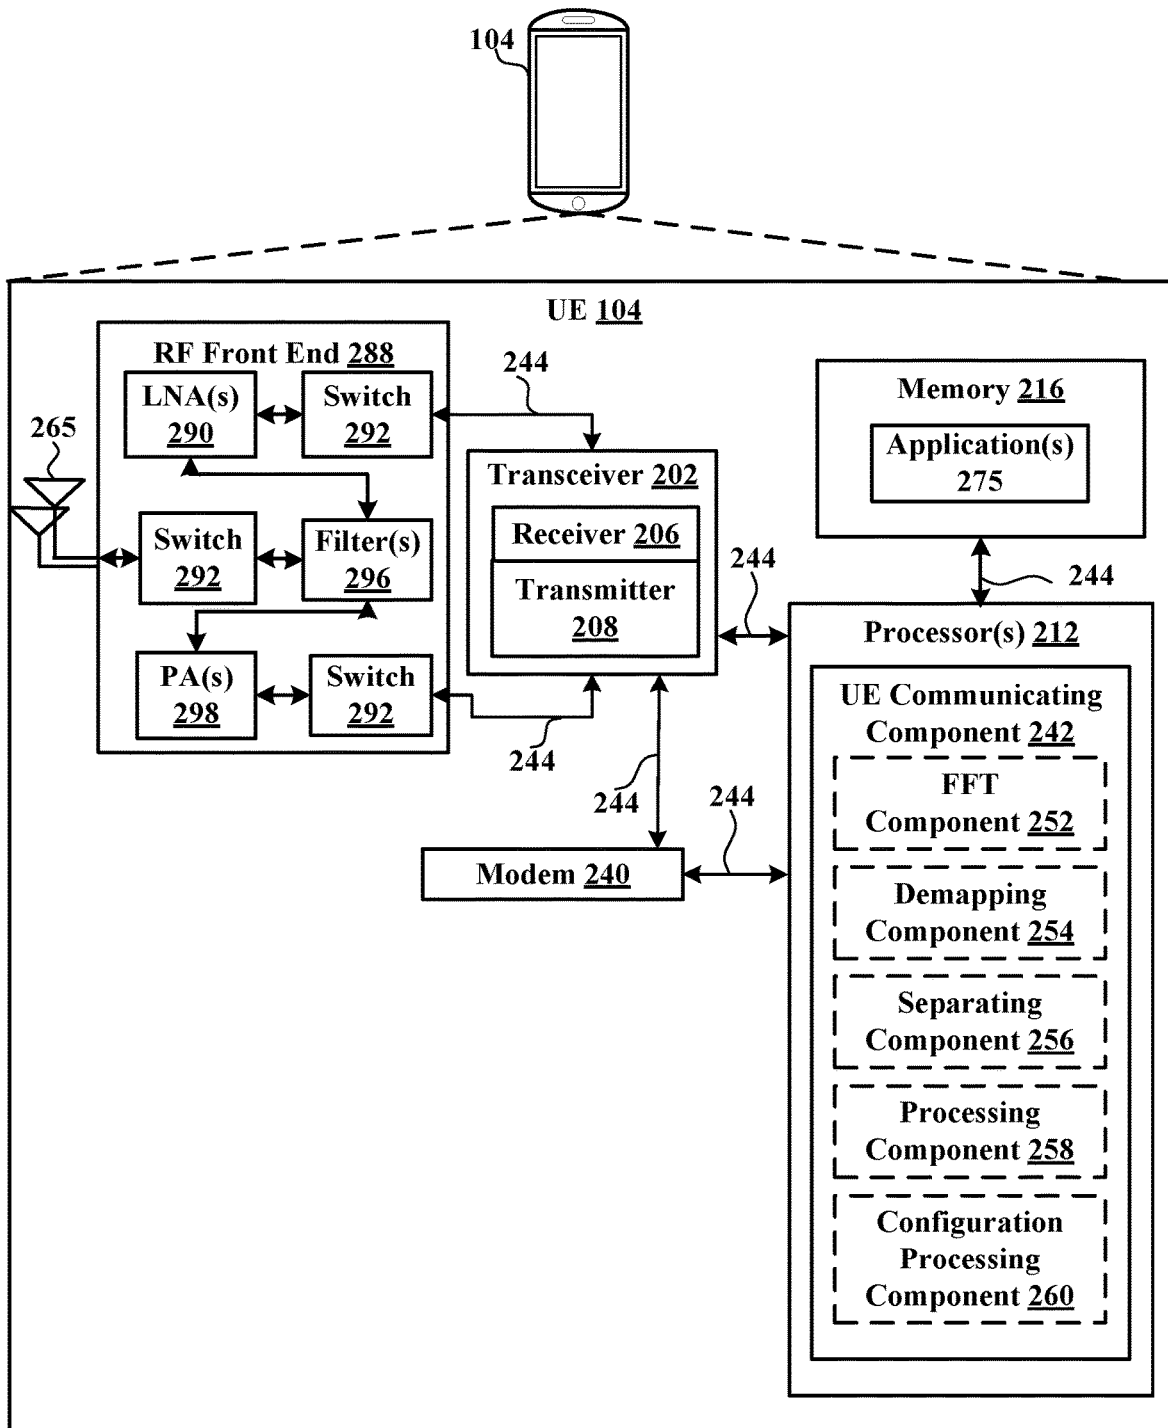 104
UE 104
RF Front End 288
LNA(s)
290
Switch
292
244
265
Switch
292
Filter(s)
296
PA(s)
298
Switch
292
244
Transceiver 202
Receiver 206
Transmitter
208
244
244
Modem 240
244
Memory 216
Application(s)
275
244
Processor(s) 212
UE Communicating
Component 242
FFT
Component 252
Demapping
Component 254
Separating
Component 256
Processing
Component 258
Configuration
Processing
Component 260